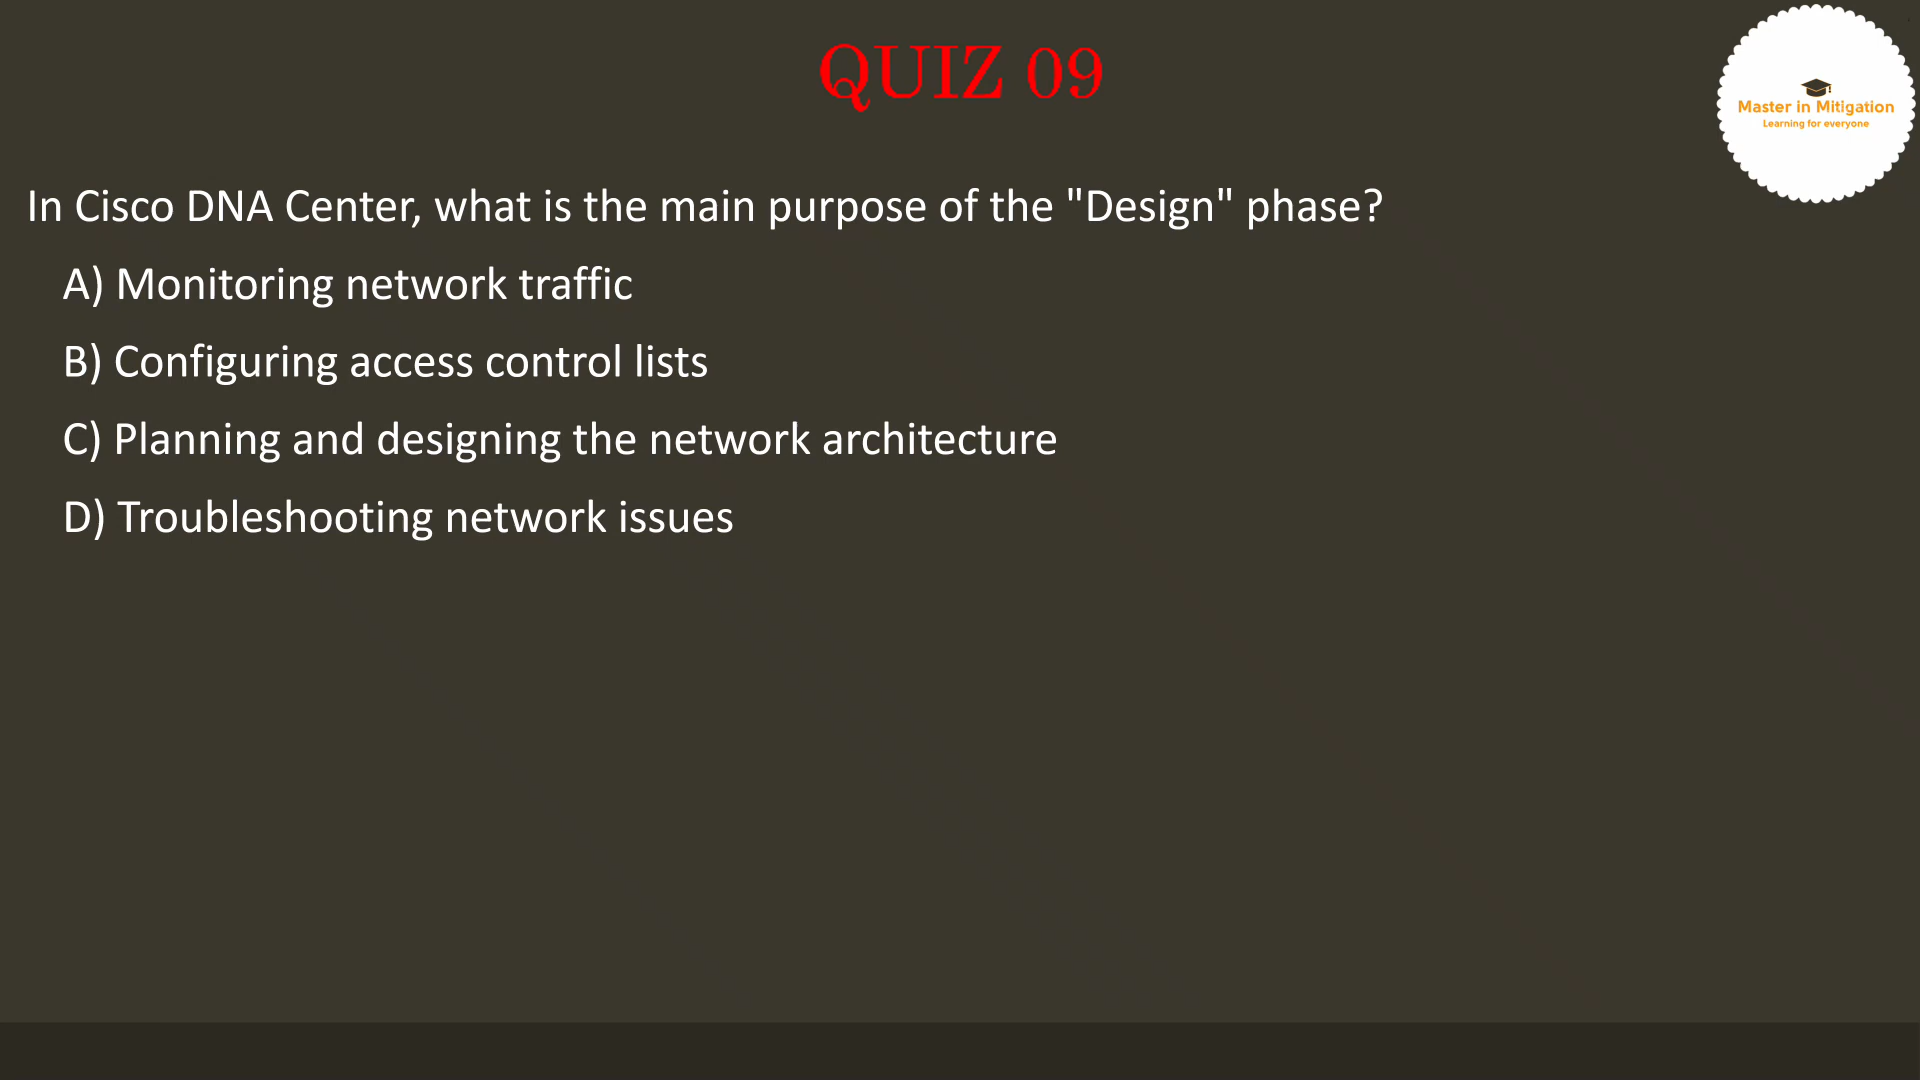 QUIZ 09
Master in Mitigation
Learning for everyone
In Cisco DNA Center, what is the main purpose of the "Design" phase?
A) Monitoring network traffic
B) Configuring access control lists
C) Planning and designing the network architecture
D) Troubleshooting network issues